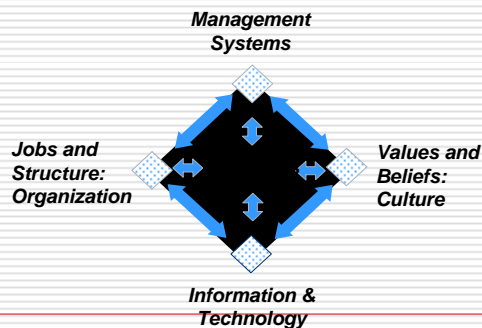 Management
Systems
Jobs and
Structure:
Organization
Values and
Beliefs:
Culture
Information &
Technology